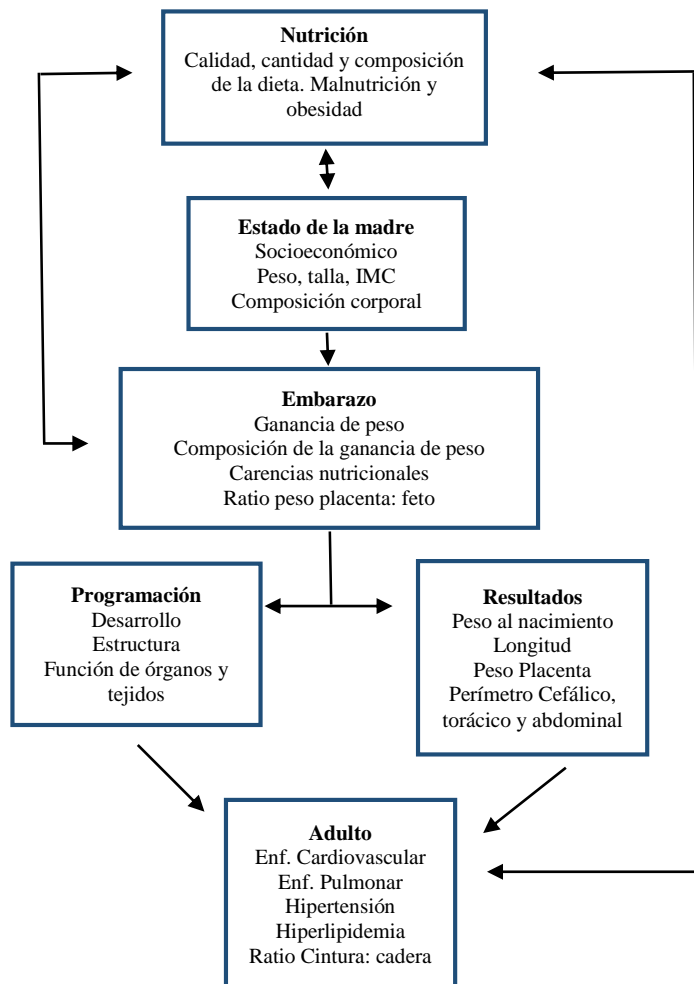 Nutrición
Calidad, cantidad y composición
de la dieta. Malnutrición y
obesidad
Estado de la madre
Socioeconómico
Peso, talla, IMC
Composición corporal
Embarazo
Ganancia de peso
Composición de la ganancia de peso
Carencias nutricionales
Ratio peso placenta: feto
Programación
Desarrollo
Estructura
Función de órganos y
tejidos
Resultados
Peso al nacimiento
Longitud
Peso Placenta
Perímetro Cefálico,
torácico y abdominal
Adulto
Enf. Cardiovascular
Enf. Pulmonar
Hipertensión
Hiperlipidemia
Ratio Cintura: cadera